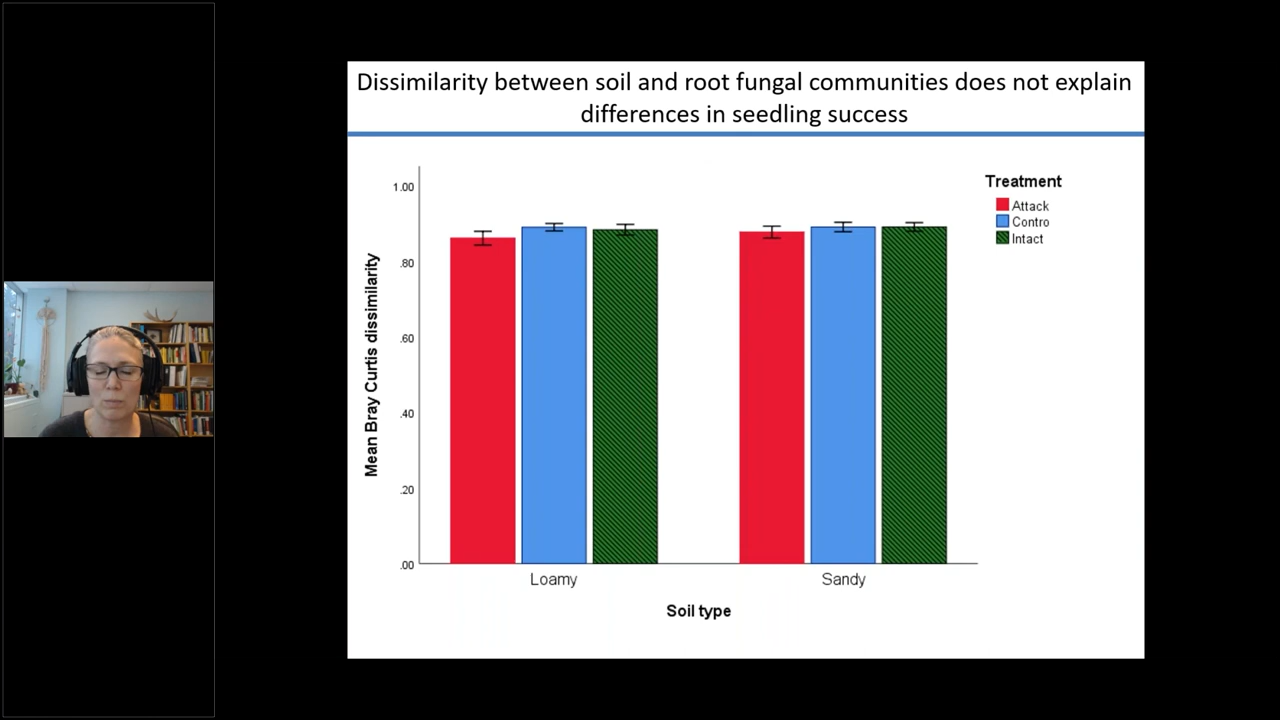 Dissimilarity between soil and root fungal communities does not explain
differences in seedling success
Treatment
Attack
Contro
Intact
Mean Bray Curtis dissimilarity
1.00
.80
.60
.40
.20
.00
Loamy
Sandy
Soil type